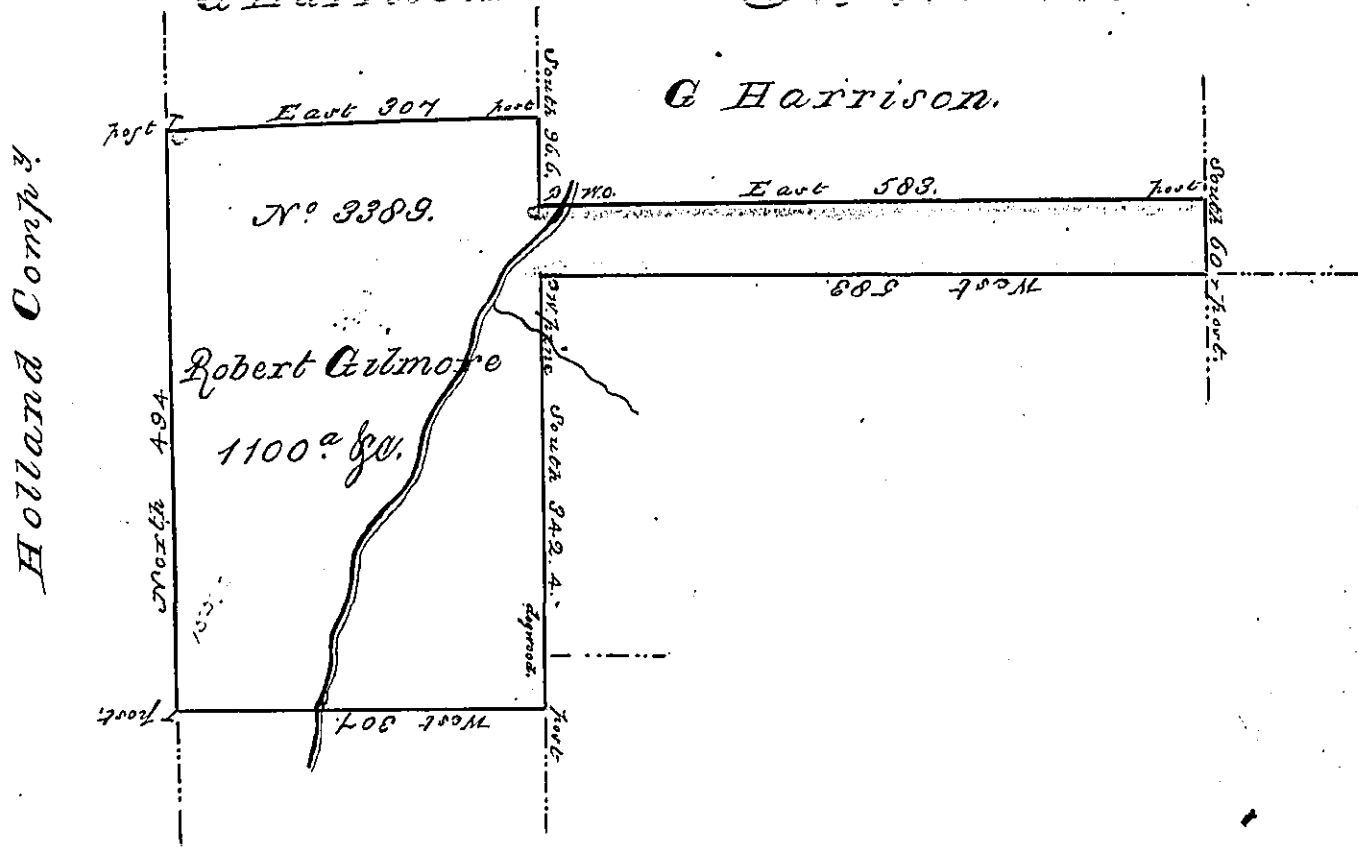 G Harrison.
post
East 307
post
South 96.6.
W.O.
East 583.
post
South 60 r post.
West 583.
Nº 3389.
Robert Gilmore
1100ª &c.
W. pine
South 342.4.
dogwood.
post
West 307.
post.
North 494
Holland Compy.